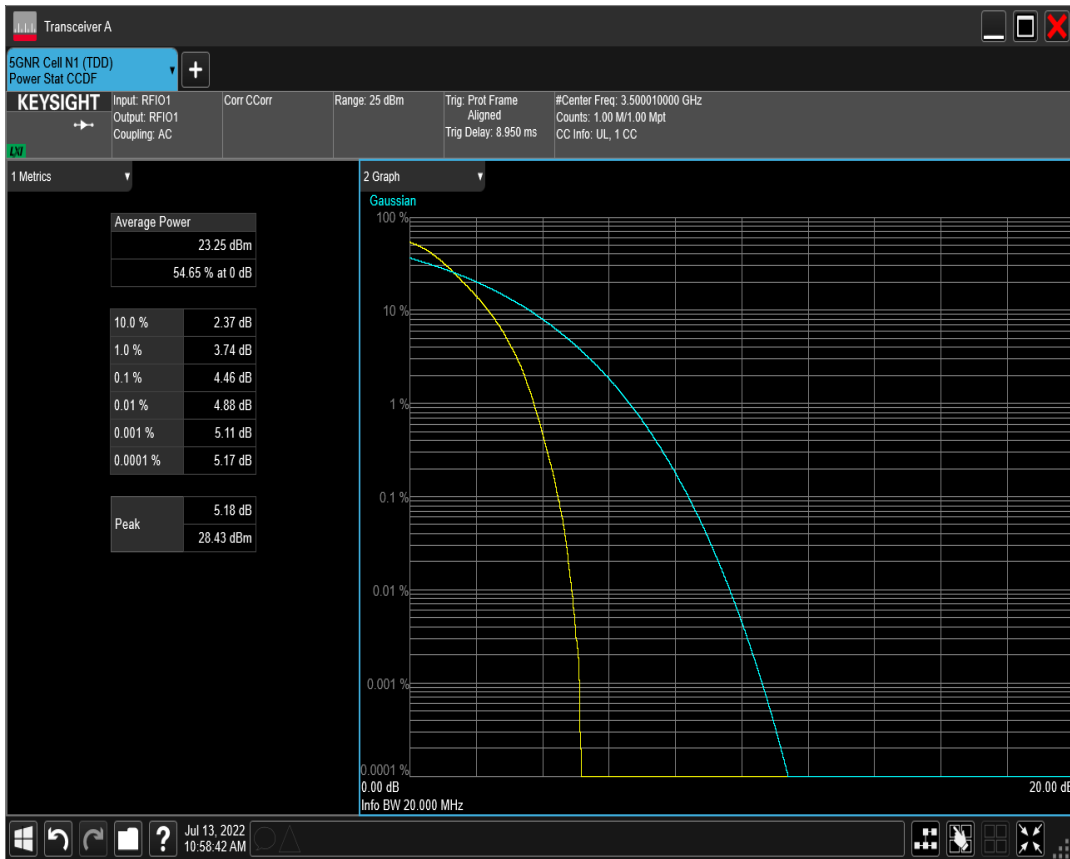 Transceiver A
5GNR Cell N1 (TDD)
Power Stat CCDF
+
KEYSIGHT
LXI
Input: RFIO1
Output: RFIO1
Coupling: AC
Corr CCorr
Range: 25 dBm
Trig: Prot Frame
Aligned
Trig Delay: 8.950 ms
#Center Freq: 3.500010000 GHz
Counts: 1.00 M/1.00 Mpt
CC Info: UL, 1 CC
1 Metrics
Average Power
23.25 dBm
54.65 % at 0 dB
10.0 % 2.37 dB
1.0 % 3.74 dB
0.1 % 4.46 dB
0.01 % 4.88 dB
0.001 % 5.11 dB
0.0001 % 5.17 dB
Peak
5.18 dB
28.43 dBm
2 Graph
Gaussian
100 %
10 %
1 %
0.1 %
0.01 %
0.001 %
0.0001 %
0.00 dB 20.00 dB
Info BW 20.000 MHz
?
Jul 13, 2022
10:58:42 AM